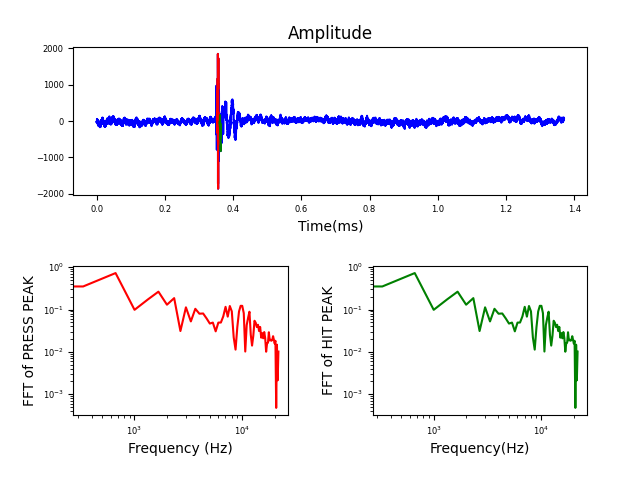 Amplitude
2000
1000
0
−1000
−2000
0.0 0.2 0.4 0.6 0.8 1.0 1.2 1.4
Time(ms)
FFT of PRESS PEAK
10⁰
10⁻¹
10⁻²
10⁻³
10³ 10⁴
Frequency (Hz)
FFT of HIT PEAK
10⁰
10⁻¹
10⁻²
10⁻³
10³ 10⁴
Frequency(Hz)